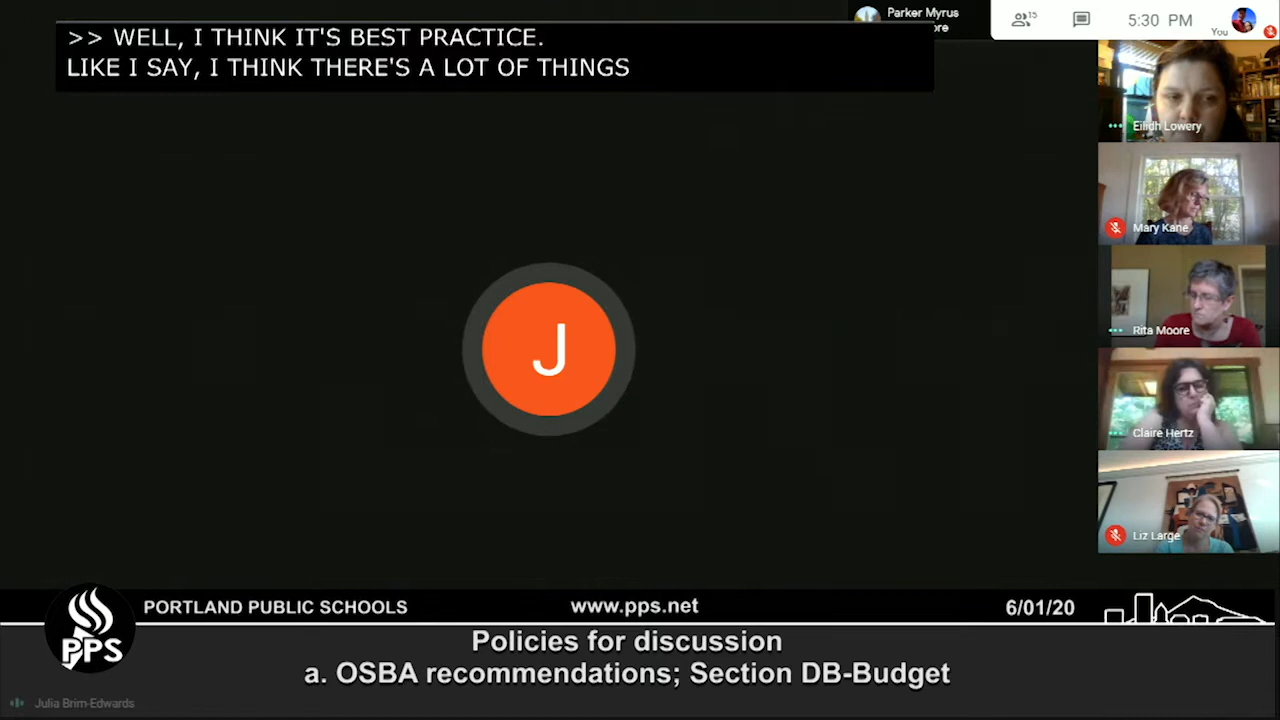 >> WELL, I THINK IT'S BEST PRACTICE.
LIKE I SAY, I THINK THERE'S A LOT OF THINGS
Parker Myrus
ore
15
5:30 PM
You
Eilidh Lowery
Mary Kane
Rita Moore
Claire Hertz
Liz Large
J
PORTLAND PUBLIC SCHOOLS
www.pps.net
6/01/20
PPS
Policies for discussion
a. OSBA recommendations; Section DB-Budget
Julia Brim-Edwards